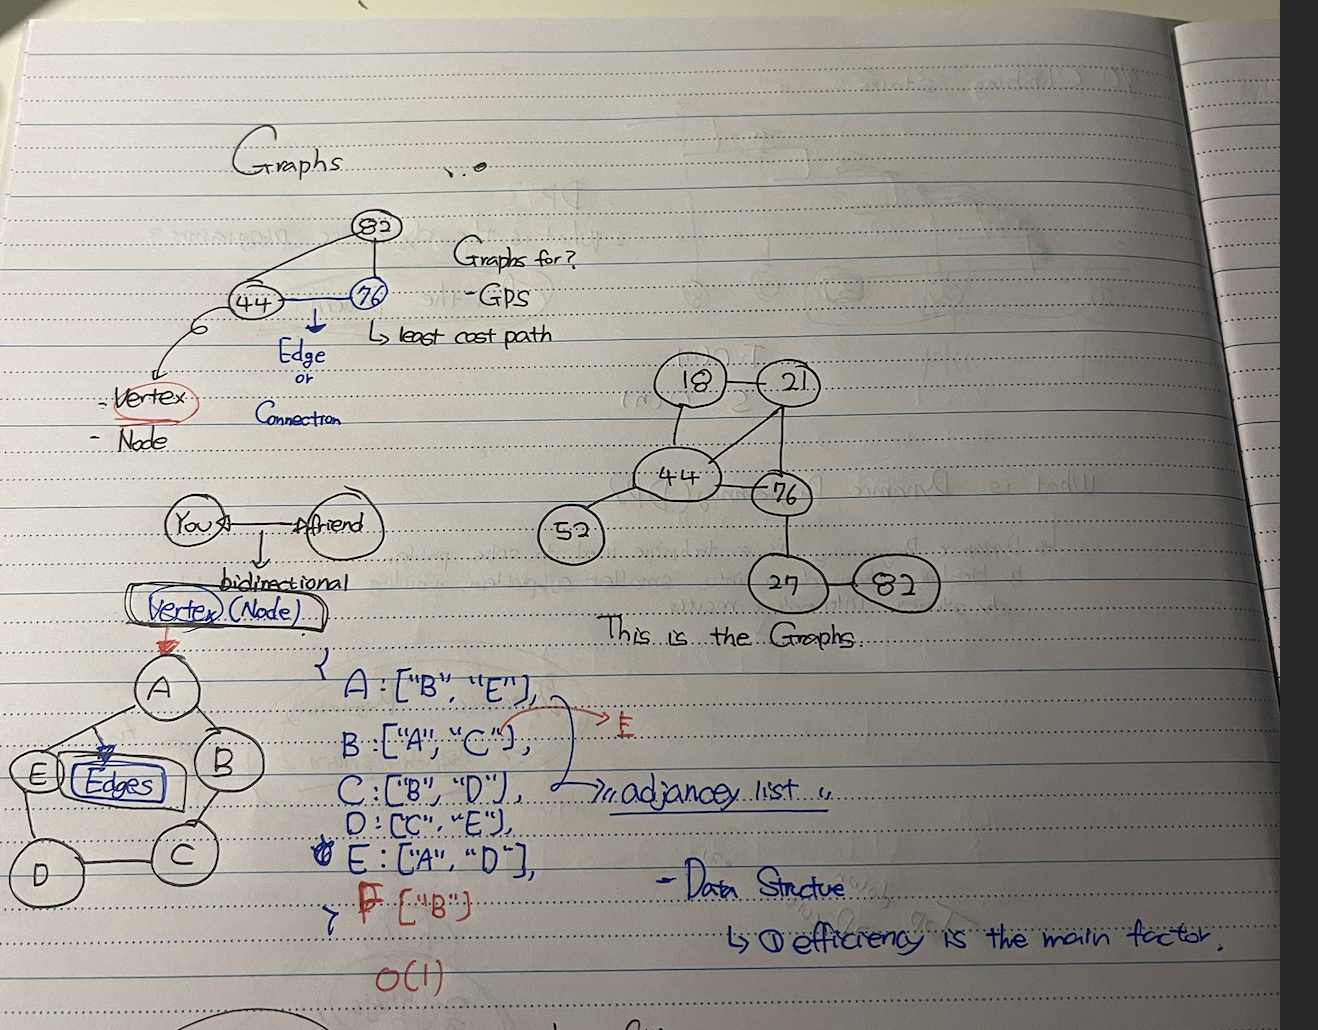 Graphs
82
44
76
Graphs for?
- GPS
↳ least cost path
Edge
or
Connection
- Vertex
- Node
18
21
44
76
52
27
82
This is the Graphs.
You
friend
bidirectional
Vertex (Node)
A
E
Edges
B
D
C
{
A : ["B", "E"],
B : ["A", "C"],
C : ["B", "D"],
D : ["C", "E"],
E : ["A", "D"],
F ["B"]
}
O(1)
"adjancey list"
- Data Structue
↳ ① efficiency is the main factor.